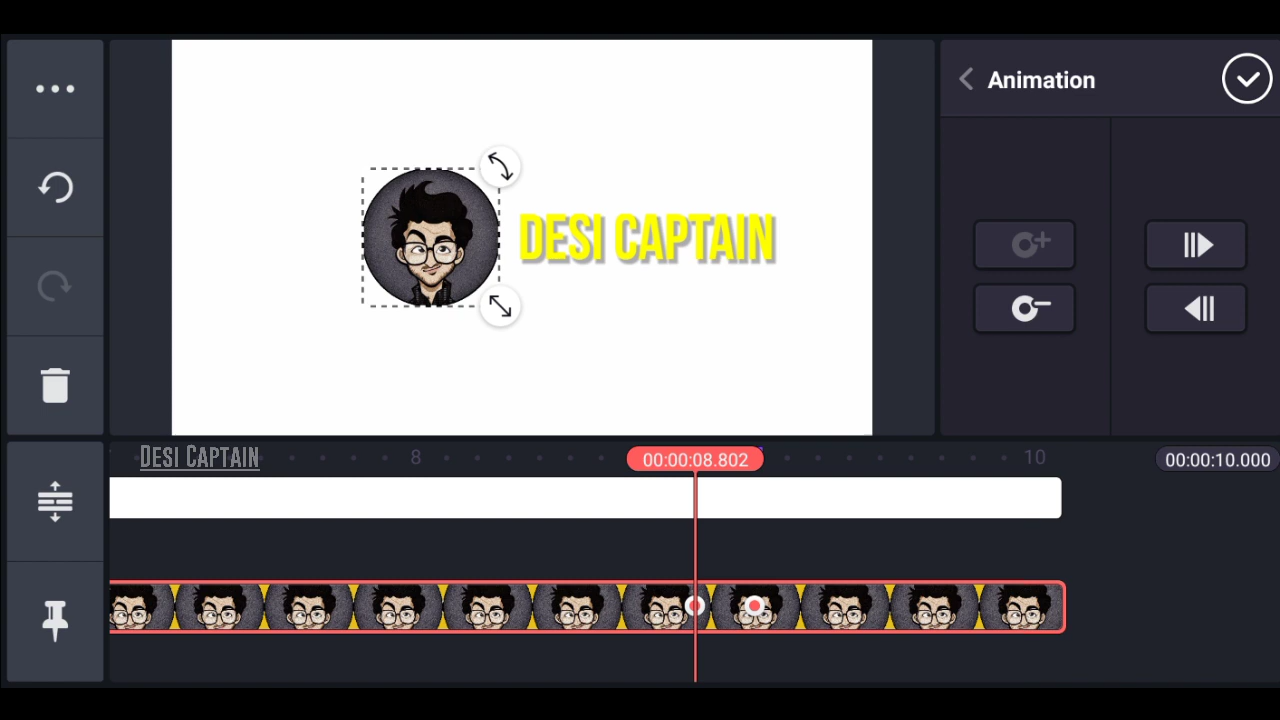 Animation
DESI CAPTAIN
DESI CAPTAIN
8
00:00:08.802
10
00:00:10.000